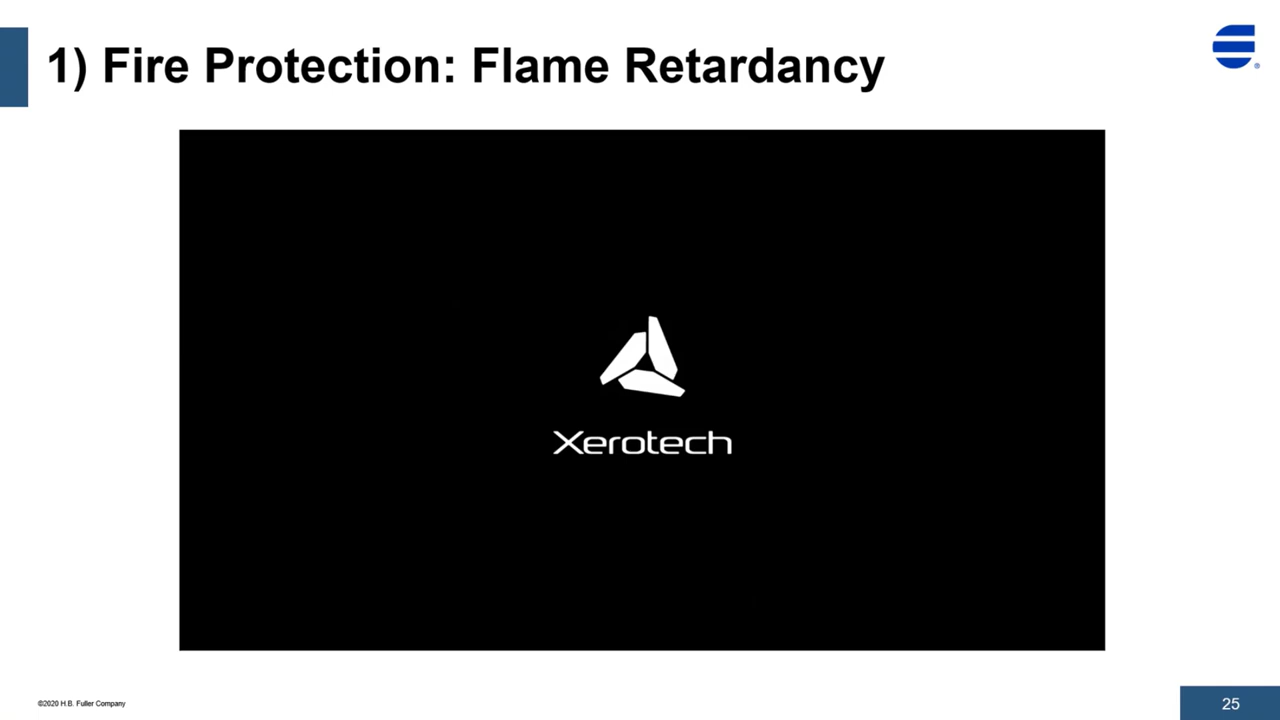 1) Fire Protection: Flame Retardancy
®
Xerotech
©2020 H.B. Fuller Company
25